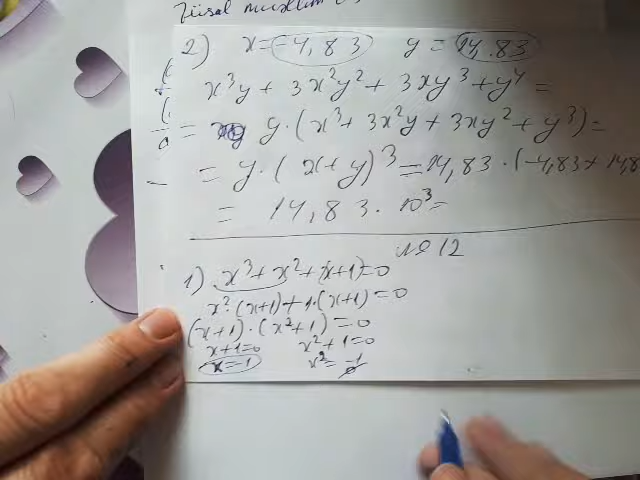 2) x = -4,83 y = 14,83
x³y + 3x²y² + 3xy³ + y⁴ =
= y · (x³ + 3x²y + 3xy² + y³) =
= y · (x + y)³ = 14,83 · (-4,83 + 14,8
= 14,83 · 10³ =
№ 12
1) x³ + x² + (x+1) = 0
x² · (x+1) + 1 · (x+1) = 0
(x+1) · (x² + 1) = 0
x+1=0 x² + 1 = 0
x = -1 x² = -1